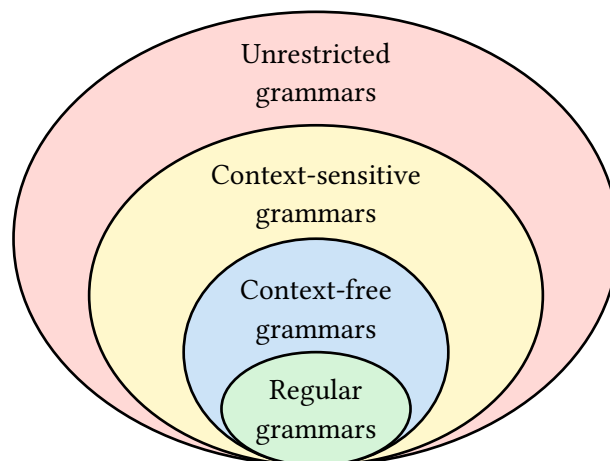 Unrestricted
grammars
Context-sensitive
grammars
Context-free
grammars
Regular
grammars